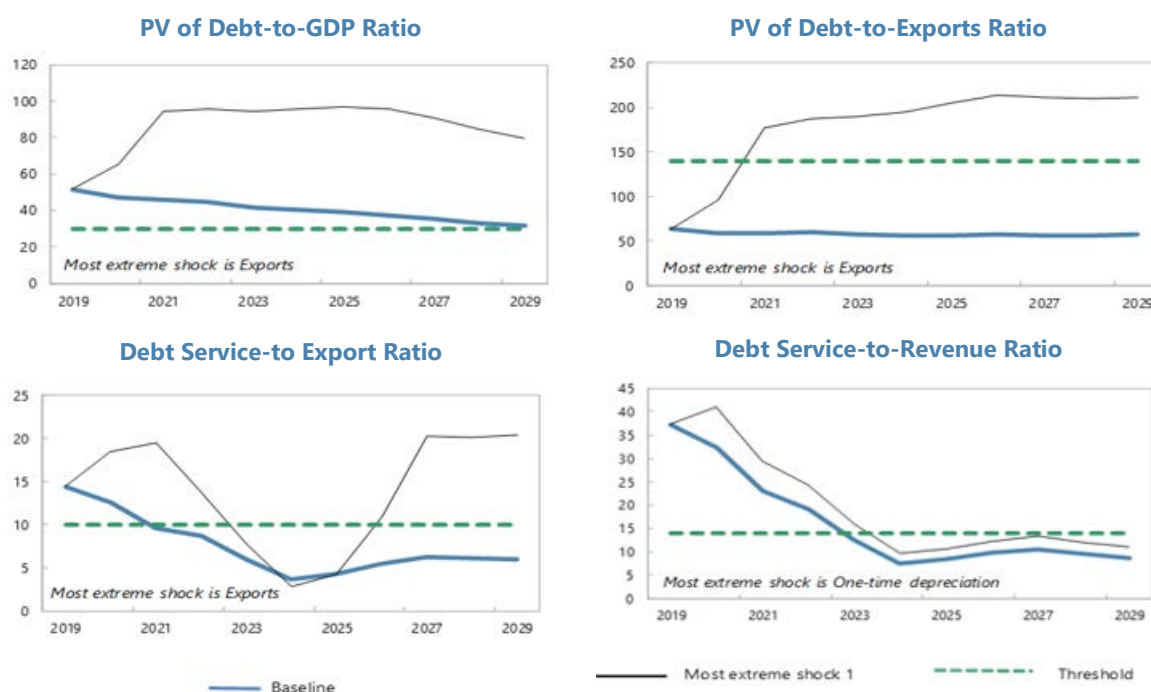 PV of Debt-to-GDP Ratio
120
100
80
60
40
20
0
Most extreme shock is Exports
2019 2021 2023 2025 2027 2029
PV of Debt-to-Exports Ratio
250
200
150
100
50
0
Most extreme shock is Exports
2019 2021 2023 2025 2027 2029
Debt Service-to Export Ratio
25
20
15
10
5
0
Most extreme shock is Exports
2019 2021 2023 2025 2027 2029
Debt Service-to-Revenue Ratio
45
40
35
30
25
20
15
10
5
0
Most extreme shock is One-time depreciation
2019 2021 2023 2025 2027 2029
Baseline
Most extreme shock 1
Threshold